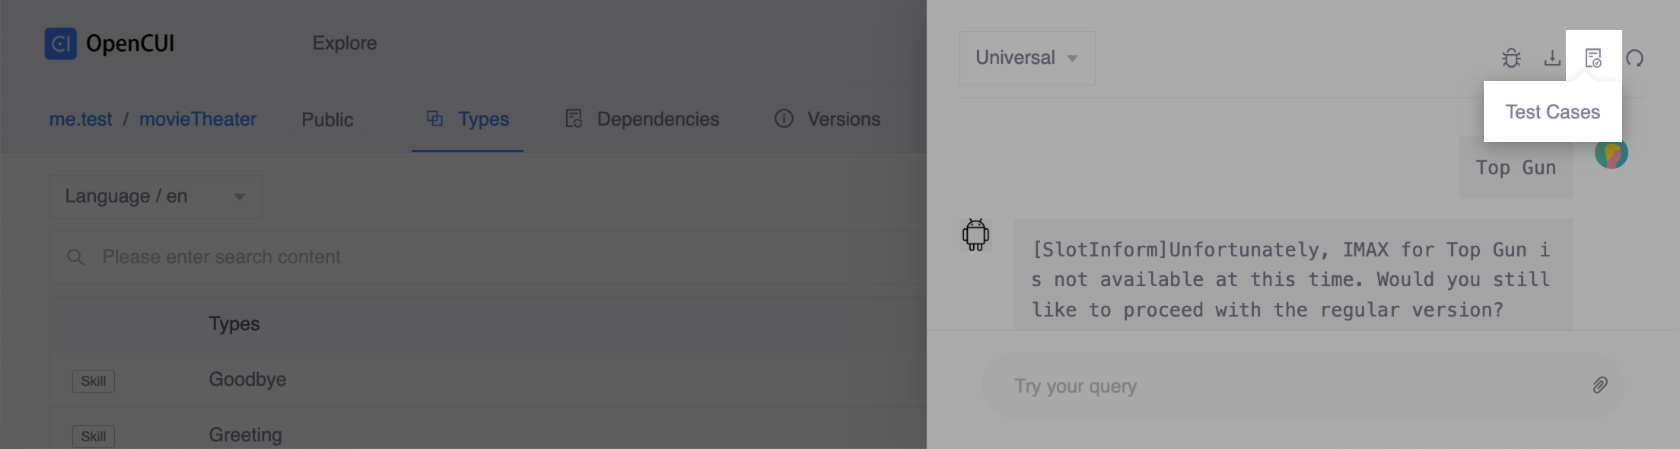 OpenCUI
Explore
me.test / movieTheater
Public
Types
Dependencies
Versions
Language / en
Please enter search content
Types
Skill
Goodbye
Skill
Greeting
Universal
Test Cases
Top Gun
[SlotInform]Unfortunately, IMAX for Top Gun i
s not available at this time. Would you still
like to proceed with the regular version?
Try your query